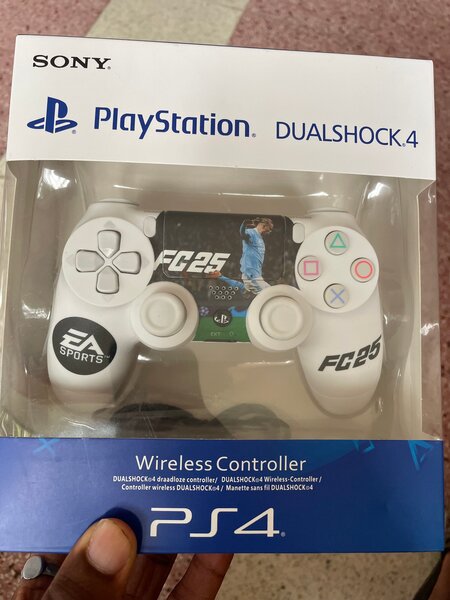 SONY
PlayStation® DUALSHOCK®4
FC25
EA
SPORTS
EXT
FC25
Wireless Controller
DUALSHOCK®4 draadloze controller/ DUALSHOCK®4 Wireless-Controller /
Controller wireless DUALSHOCK®4 / Manette sans fil DUALSHOCK®4
PS4®